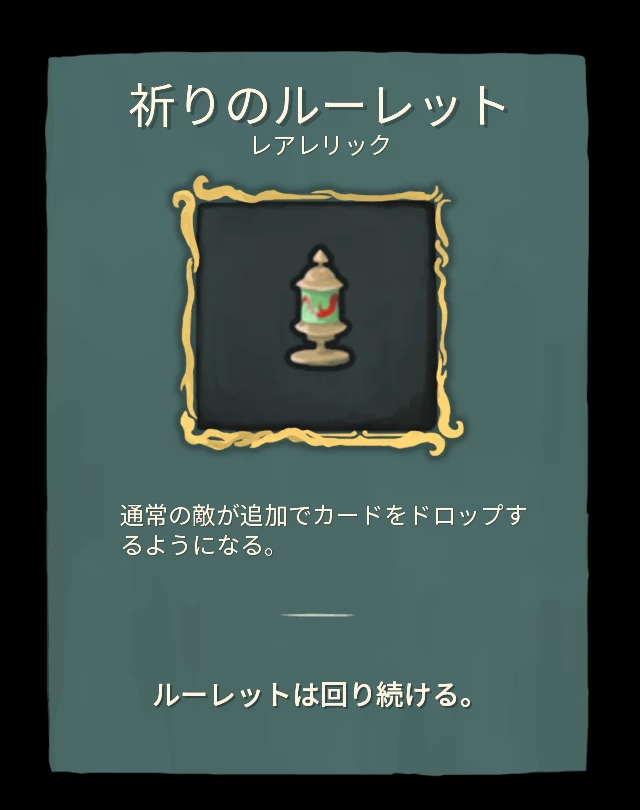 祈りのルーレット
レアレリック
通常の敵が追加でカードをドロップす
るようになる。
ルーレットは回り続ける。